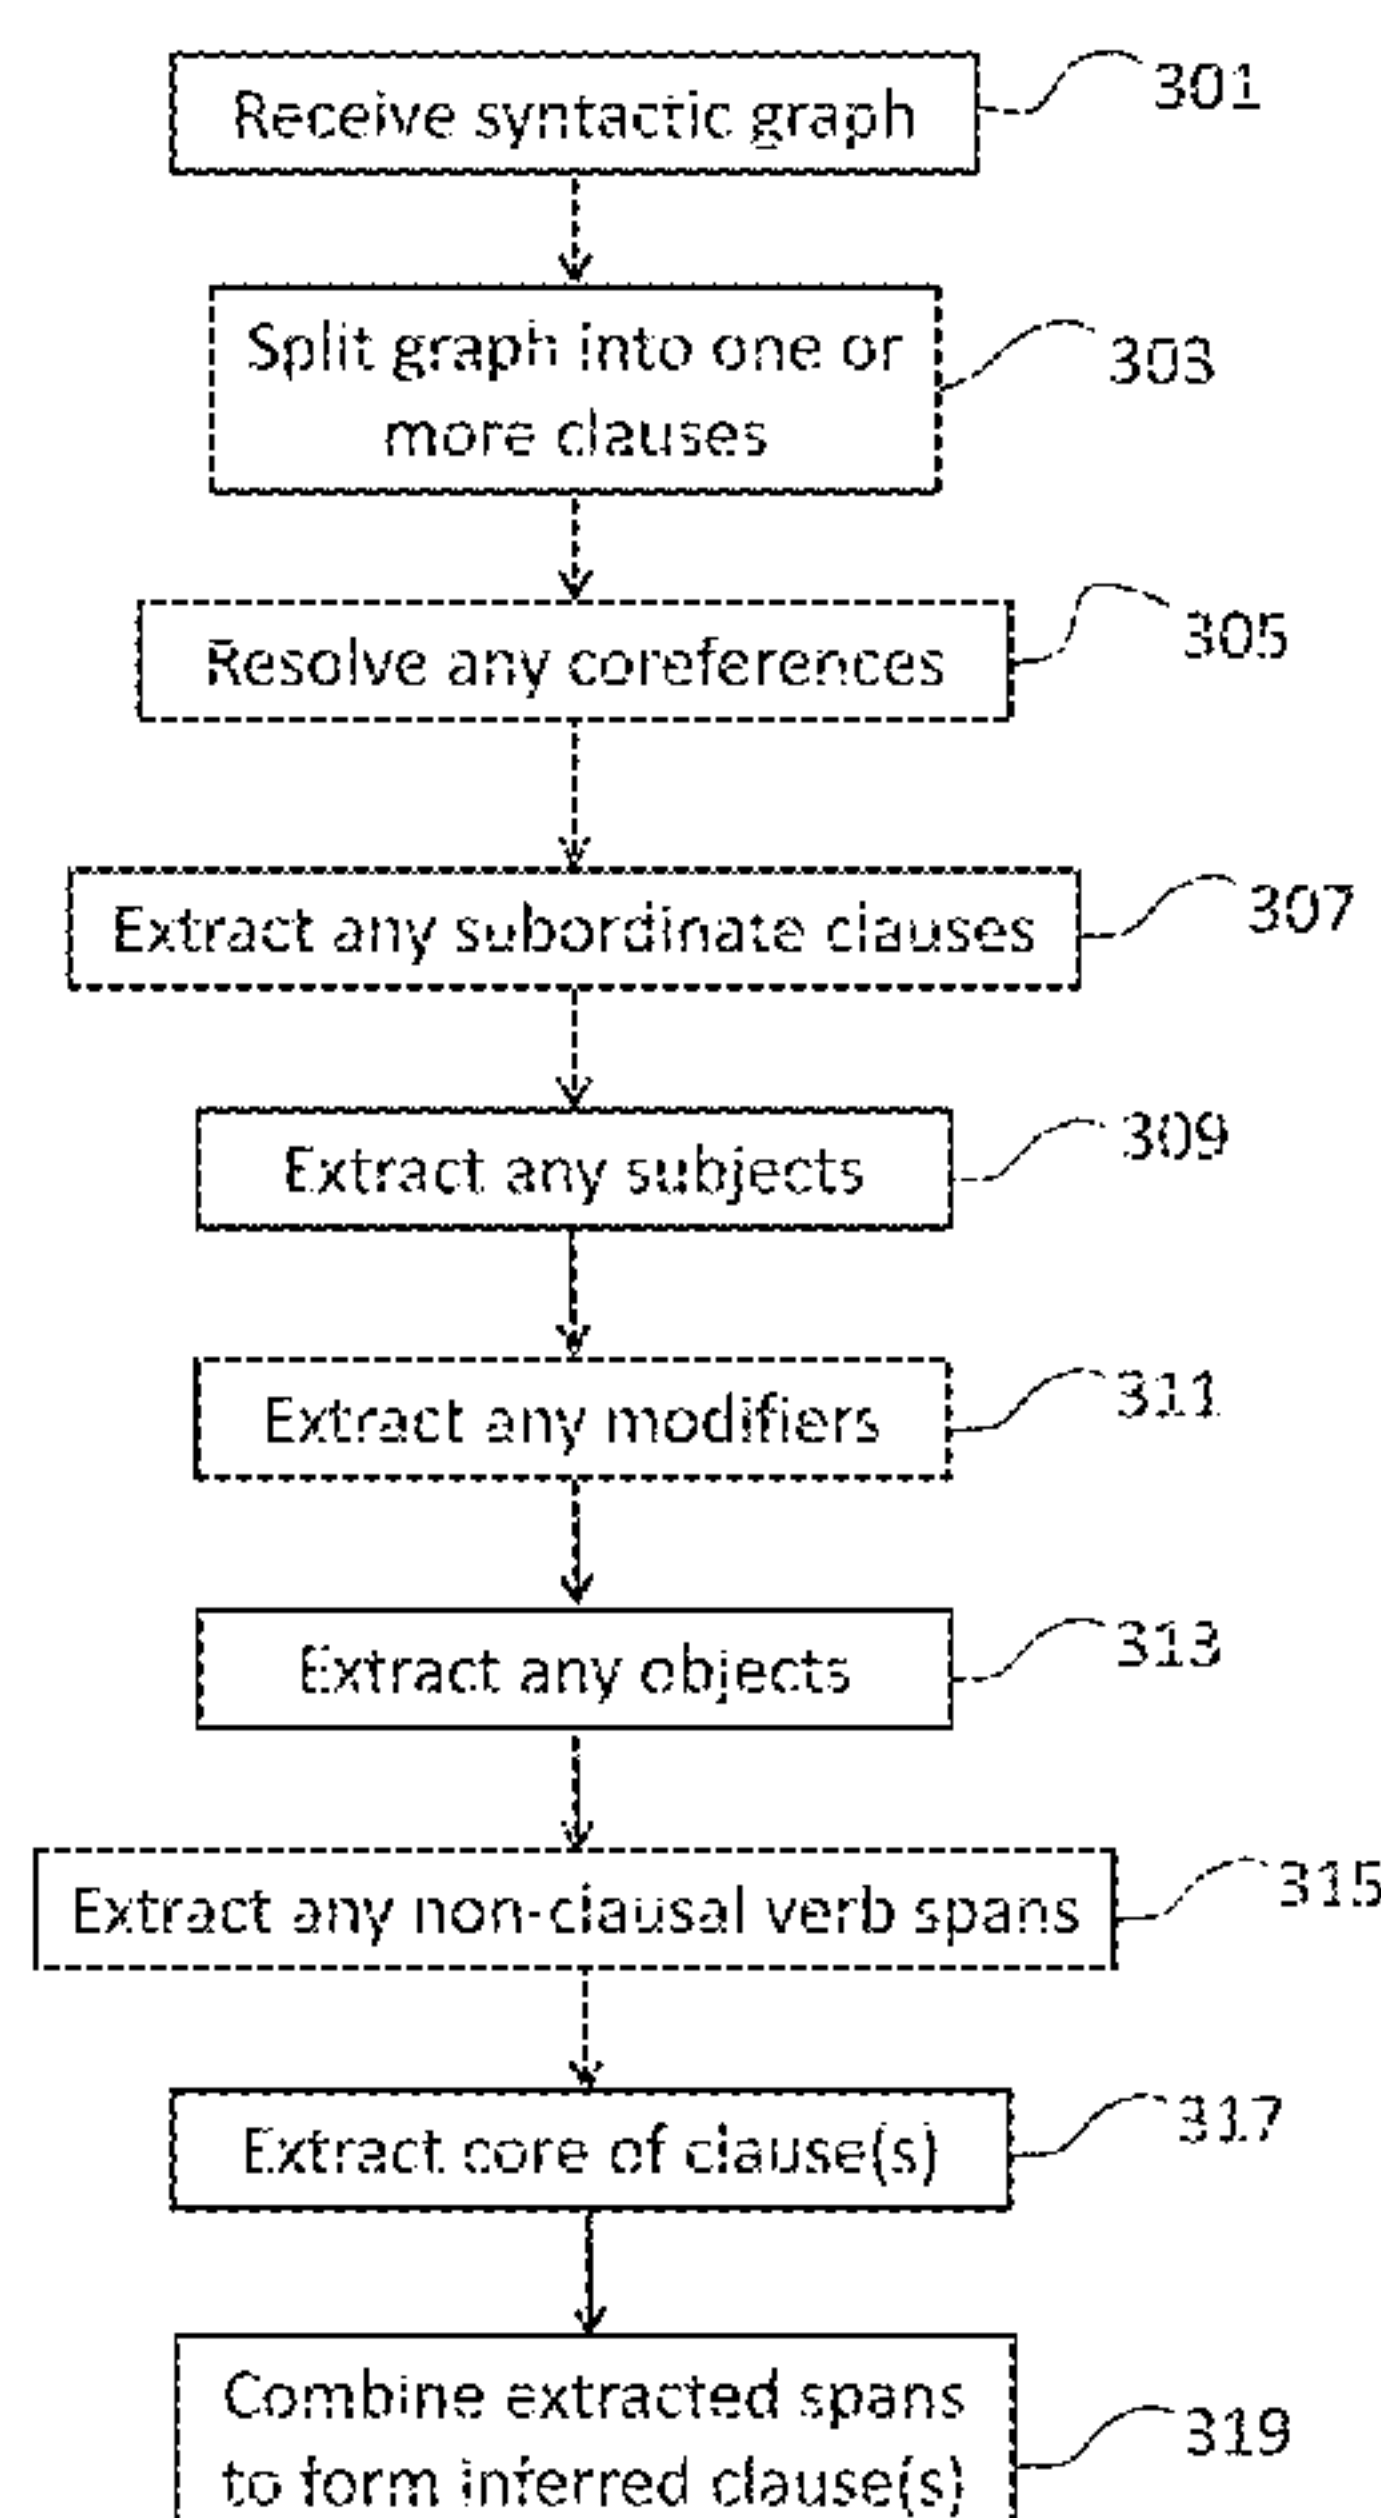 Receive syntactic graph
301
Split graph into one or
more clauses
303
Resolve any coreferences
305
Extract any subordinate clauses
307
Extract any subjects
309
Extract any modifiers
311
Extract any objects
313
Extract any non-clausal verb spans
315
Extract core of clause(s)
317
Combine extracted spans
to form inferred clause(s)
319